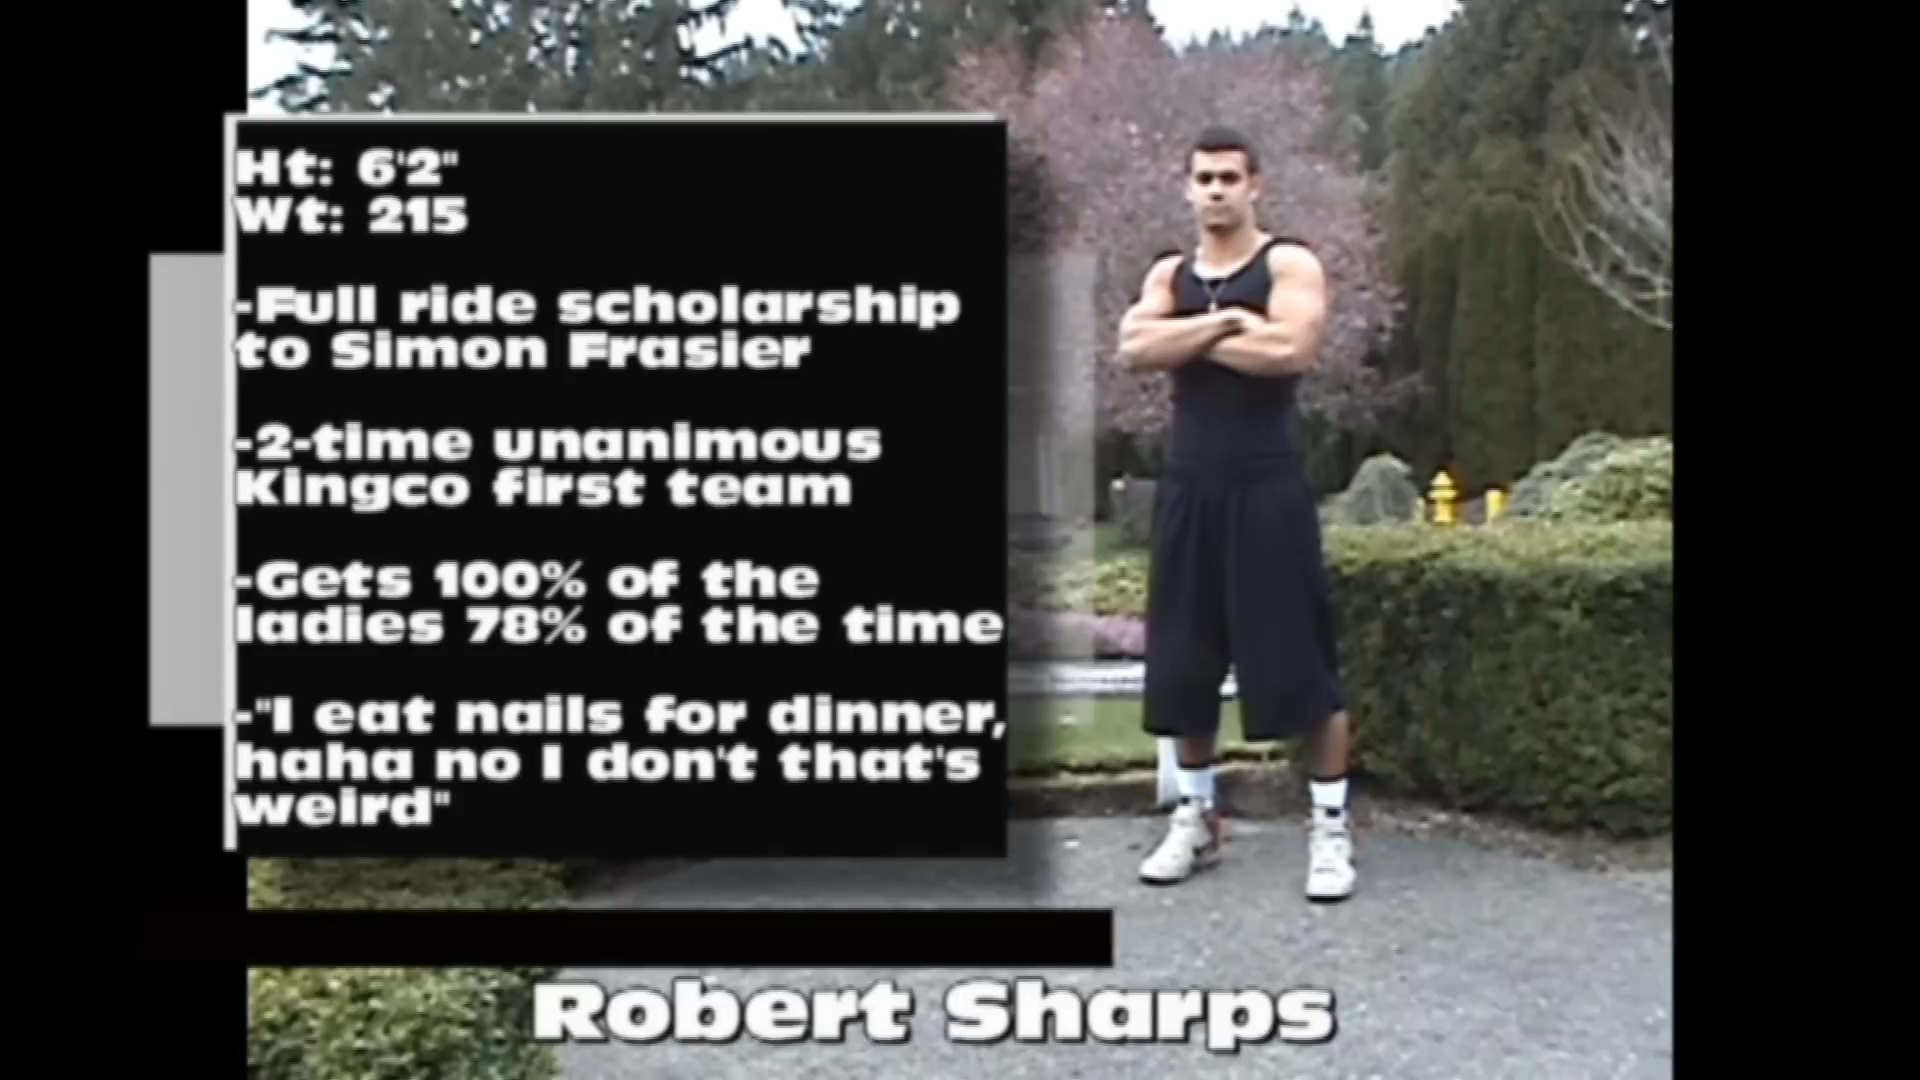 Ht: 6'2"
Wt: 215
-Full ride scholarship
to Simon Frasier
-2-time unanimous
Kingco first team
-Gets 100% of the
ladies 78% of the time
-"I eat nails for dinner,
haha no I don't that's
weird"
Robert Sharps